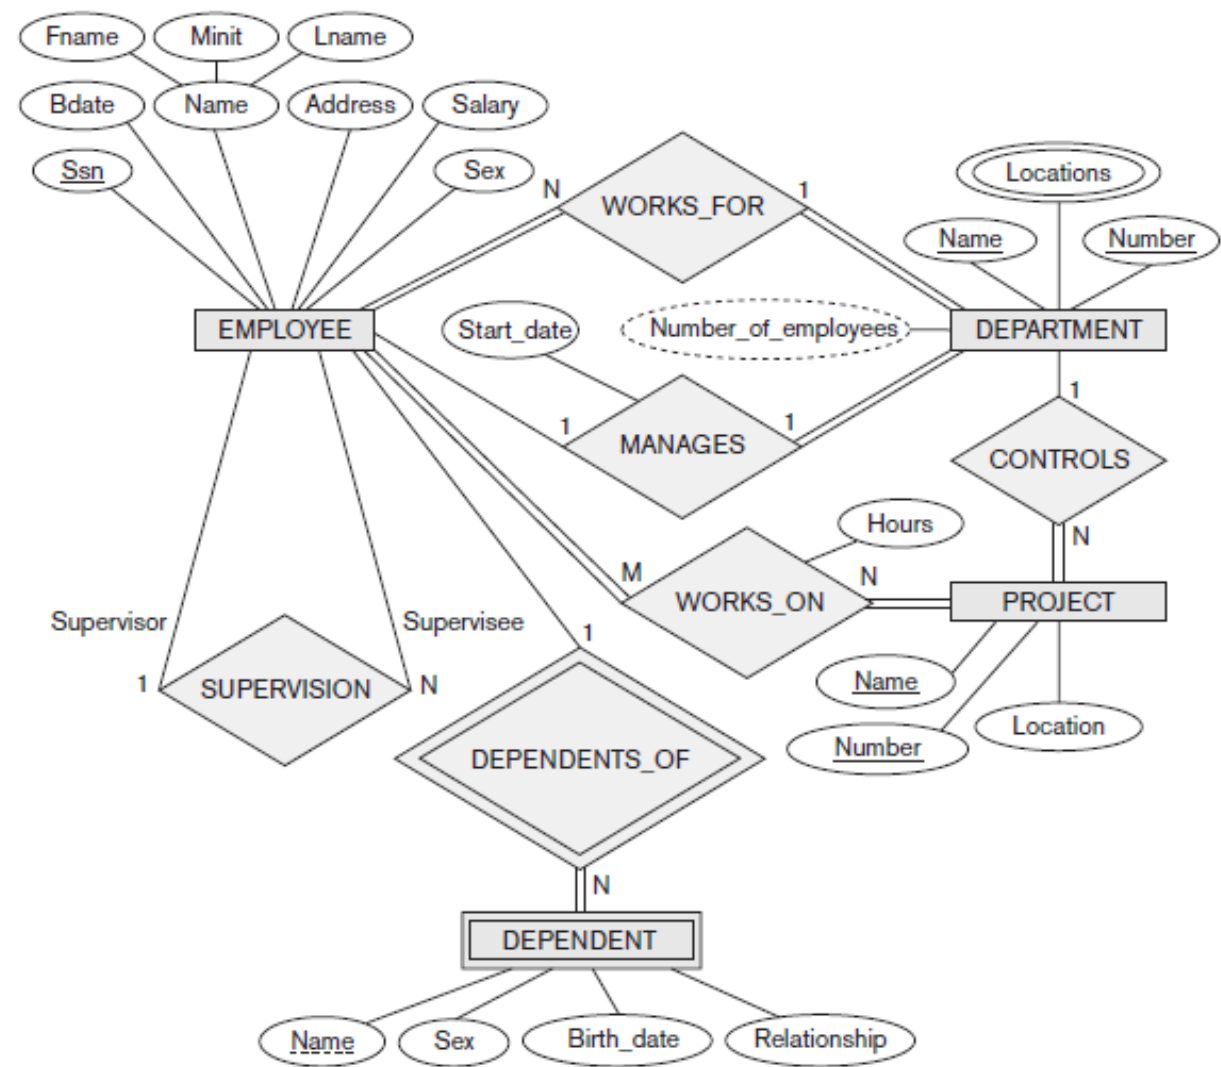 Fname
Minit
Lname
Bdate
Name
Address
Salary
Ssn
Sex
N
WORKS_FOR
1
Locations
Name
Number
EMPLOYEE
Start_date
Number_of_employees
DEPARTMENT
1
MANAGES
1
1
CONTROLS
N
Hours
M
WORKS_ON
N
PROJECT
Supervisor
Supervisee
1
SUPERVISION
N
1
Name
Number
Location
DEPENDENTS_OF
N
DEPENDENT
Name
Sex
Birth_date
Relationship